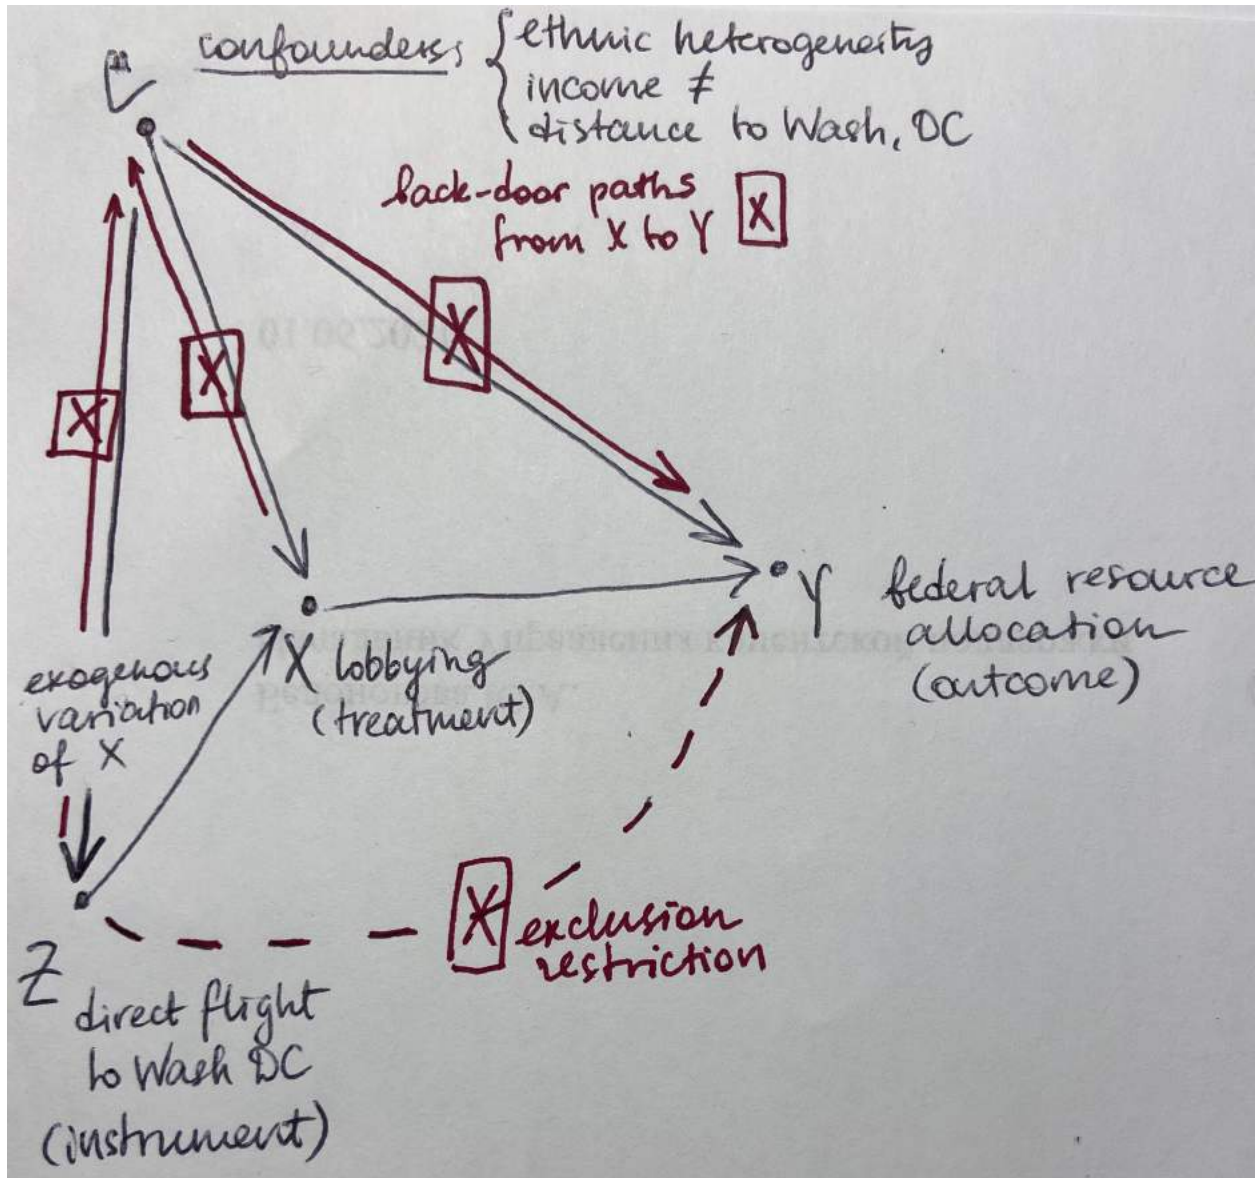 confounders
{ ethnic heterogeneity
income ≠
distance to Wash, DC
back-door paths
from X to Y X
X
X
X
Y federal resource
allocation
(outcome)
X lobbying
(treatment)
exogenous
variation
of X
X exclusion
restriction
Z direct flight
to Wash DC
(instrument)